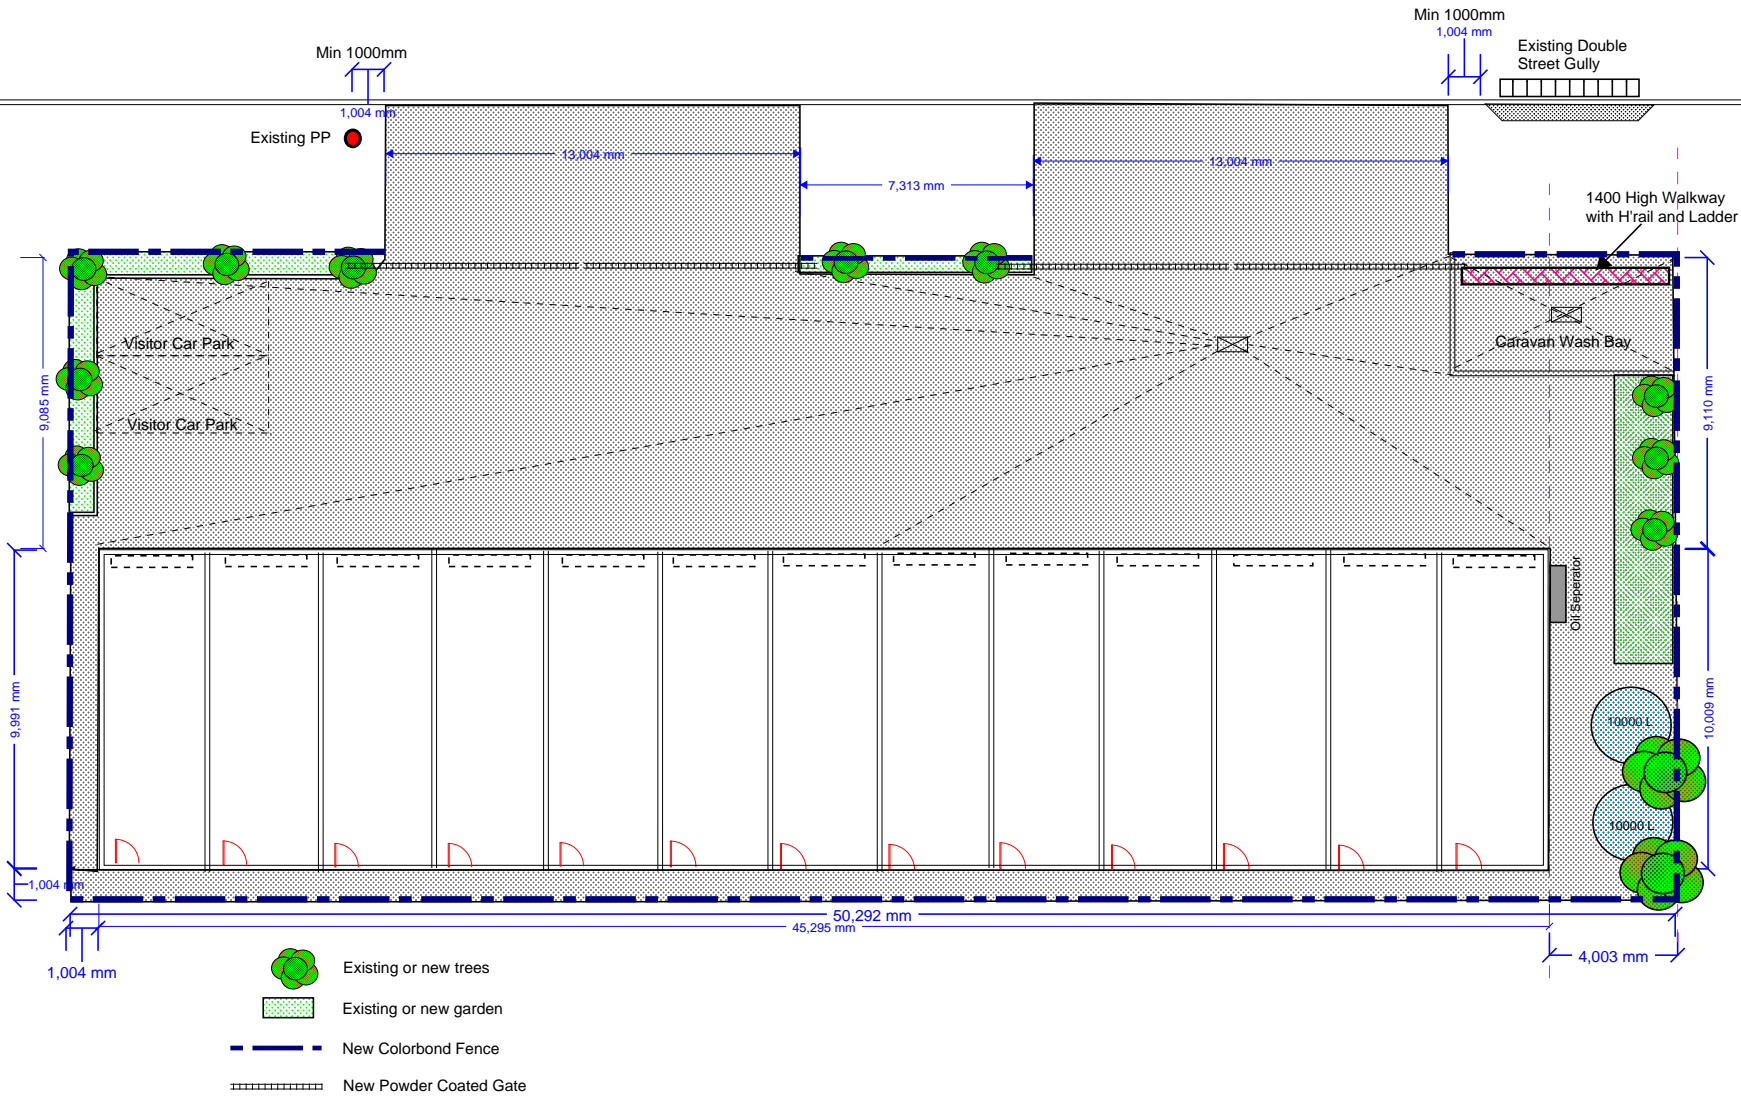 Min 1000mm
1,004 mm
Existing Double
Street Gully
Min 1000mm
1,004 mm
Existing PP
13,004 mm
13,004 mm
7,313 mm
1400 High Walkway
with H'rail and Ladder
Visitor Car Park
Caravan Wash Bay
Visitor Car Park
9,085 mm
9,110 mm
Oil Seperator
9,991 mm
10,009 mm
10000 L
10000 L
1,004 mm
50,292 mm
45,295 mm
1,004 mm
4,003 mm
Existing or new trees
Existing or new garden
New Colorbond Fence
New Powder Coated Gate